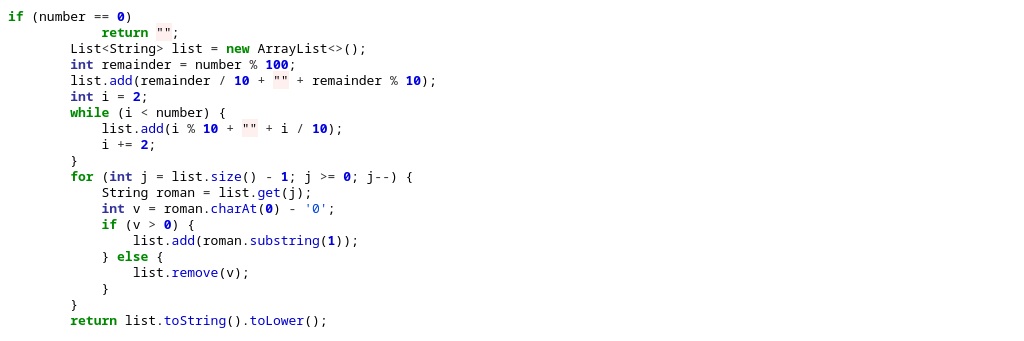 if (number == 0)
            return "";
        List<String> list = new ArrayList<>();
        int remainder = number % 100;
        list.add(remainder / 10 + "" + remainder % 10);
        int i = 2;
        while (i < number) {
            list.add(i % 10 + "" + i / 10);
            i += 2;
        }
        for (int j = list.size() - 1; j >= 0; j--) {
            String roman = list.get(j);
            int v = roman.charAt(0) - '0';
            if (v > 0) {
                list.add(roman.substring(1));
            } else {
                list.remove(v);
            }
        }
        return list.toString().toLower();